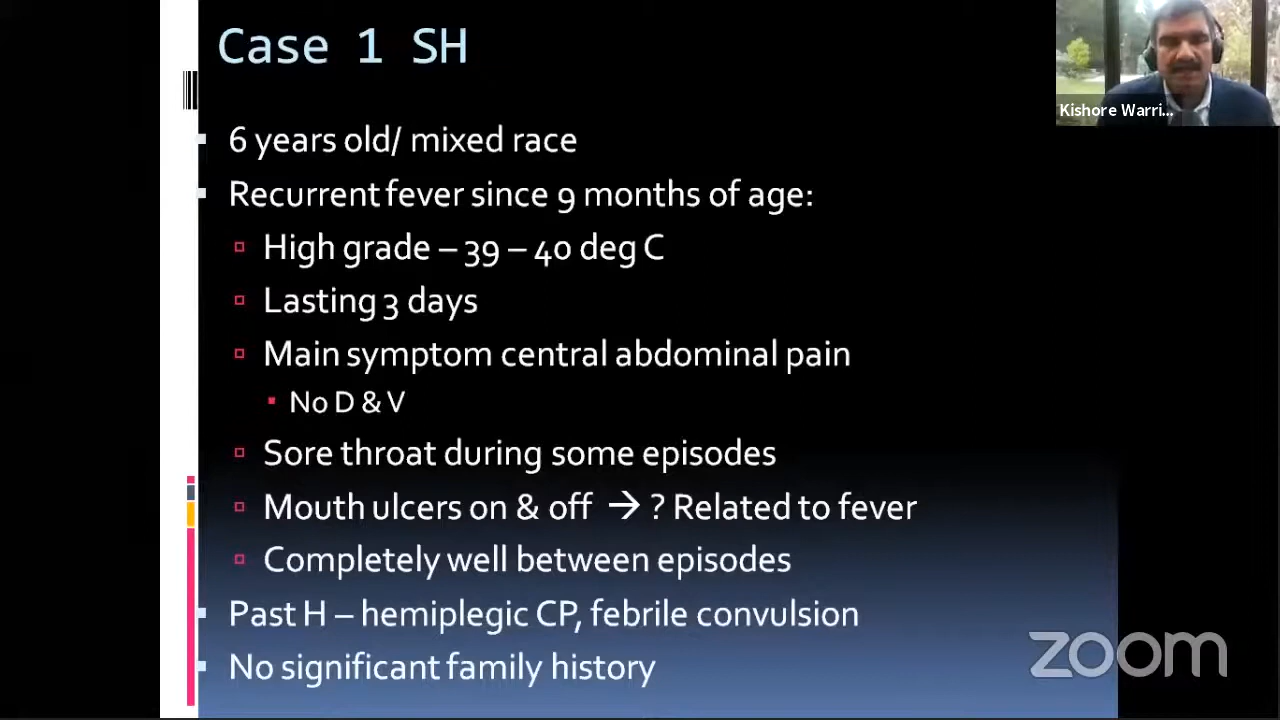 Case 1 SH
Kishore Warri...
6 years old/ mixed race
Recurrent fever since 9 months of age:
High grade – 39 – 40 deg C
Lasting 3 days
Main symptom central abdominal pain
No D & V
Sore throat during some episodes
Mouth ulcers on & off → ? Related to fever
Completely well between episodes
Past H – hemiplegic CP, febrile convulsion
No significant family history
zoom